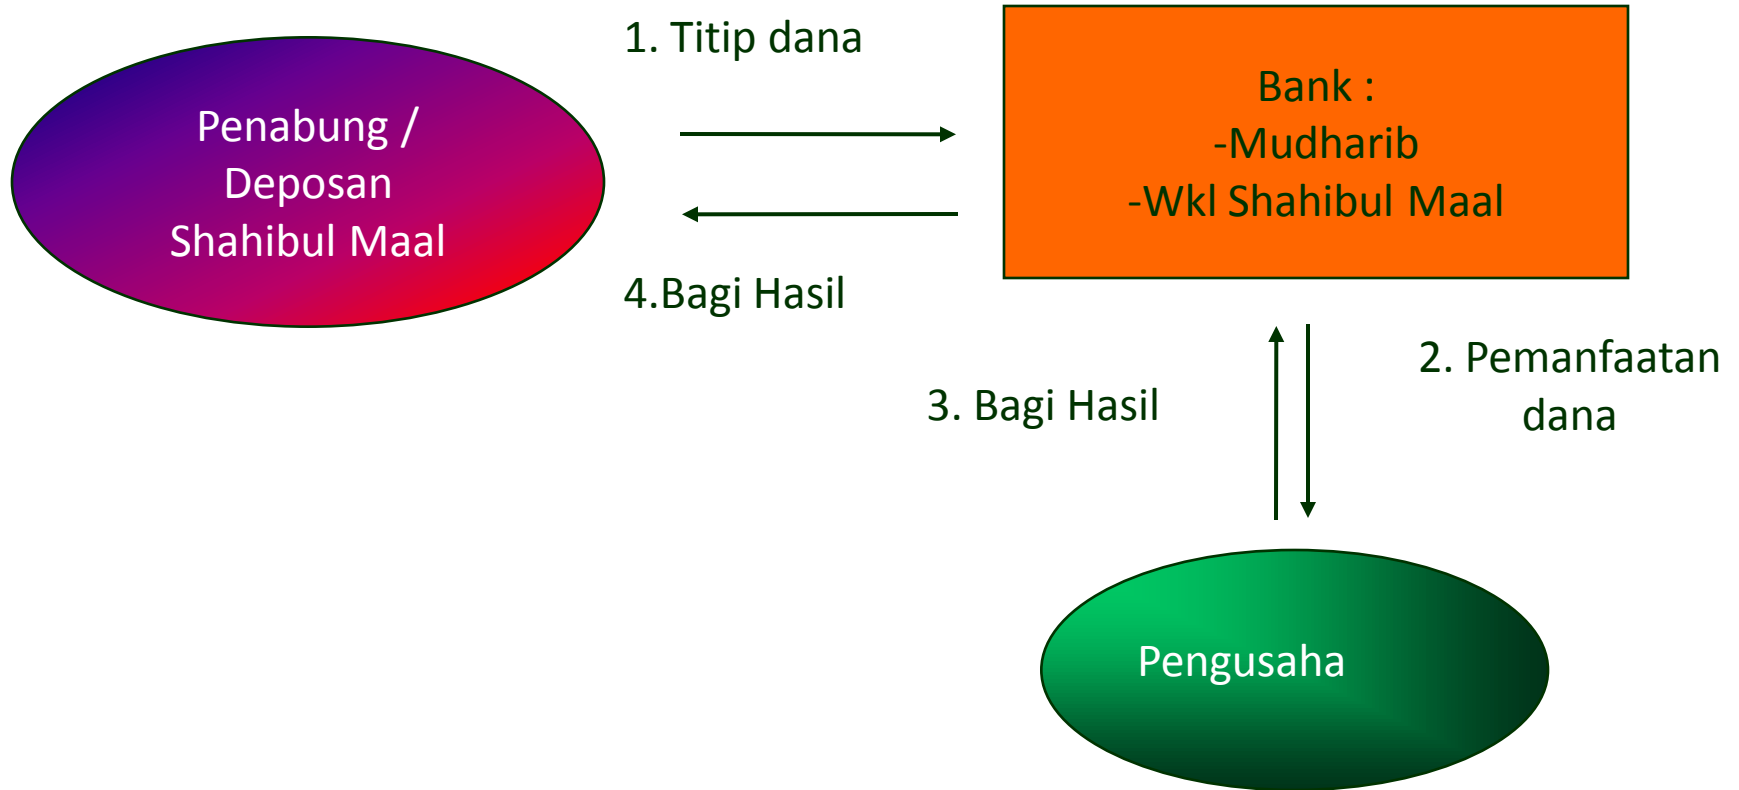 1. Titip dana
Penabung /
Deposan
Shahibul Maal
Bank :
-Mudharib
-Wkl Shahibul Maal
4.Bagi Hasil
2. Pemanfaatan
dana
3. Bagi Hasil
Pengusaha